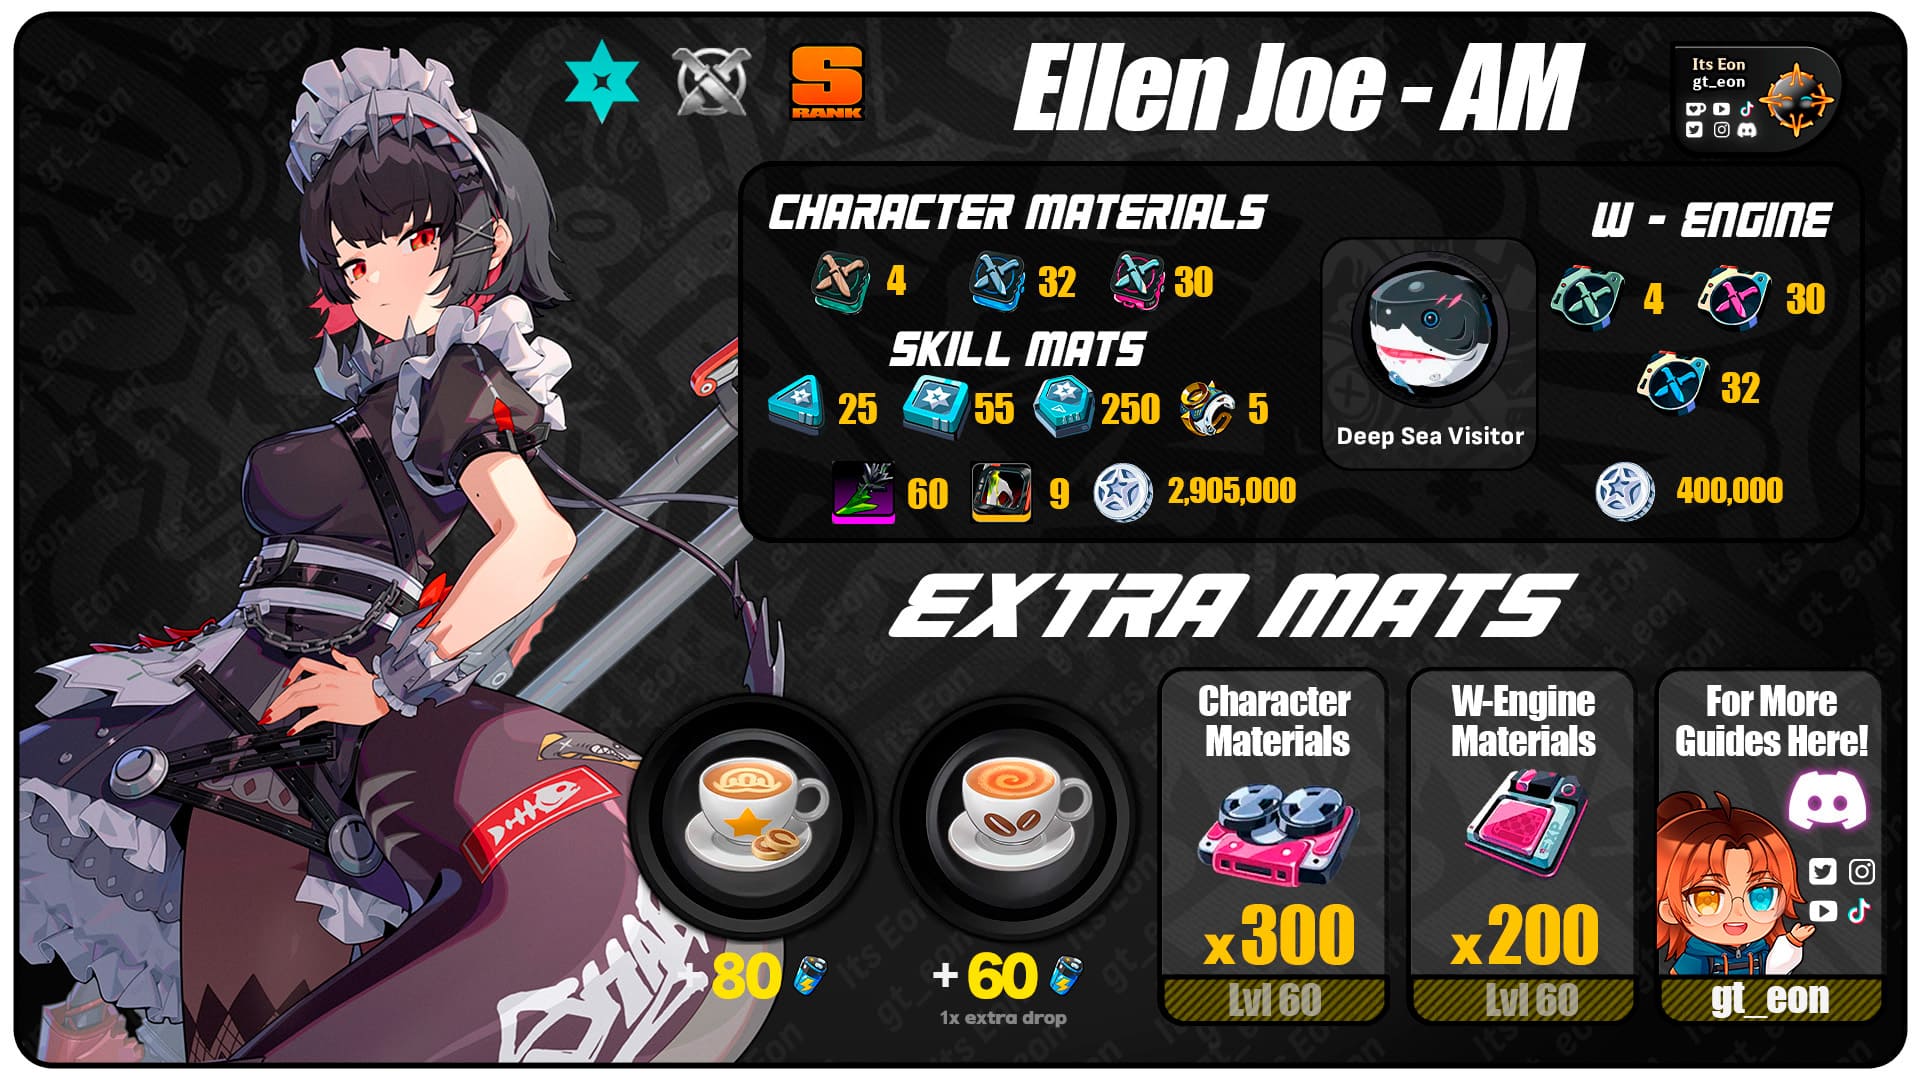 S
RANK
Ellen Joe - AM
Its Eon
gt_eon
CHARACTER MATERIALS
4
32
30
SKILL MATS
25
55
250
5
60
9
2,905,000
Deep Sea Visitor
W - ENGINE
4
30
32
400,000
EXTRA MATS
+80
+60
1x extra drop
Character
Materials
x300
Lvl 60
W-Engine
Materials
x200
Lvl 60
For More
Guides Here!
gt_eon